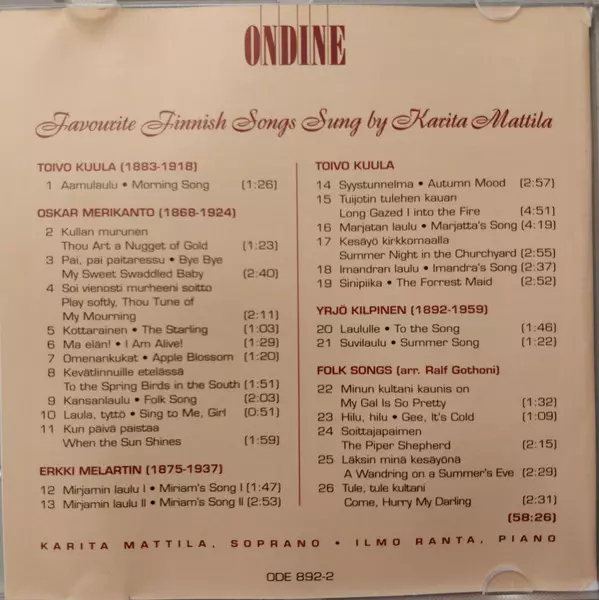 ONDINE
Favourite Finnish Songs Sung by Karita Mattila
TOIVO KUULA (1883-1918)
1 Aamulaulu • Morning Song (1:26)
OSKAR MERIKANTO (1868-1924)
2 Kullan murunen
Thou Art a Nugget of Gold (1:23)
3 Pai, pai paitaressu • Bye Bye
My Sweet Swaddled Baby (2:40)
4 Soi vienosti murheeni soitto
Play softly, Thou Tune of
My Mourning (2:11)
5 Kottarainen • The Starling (1:03)
6 Ma elän! • I Am Alive! (1:29)
7 Omenankukat • Apple Blossom (1:20)
8 Kevätlinnuille etelässä
To the Spring Birds in the South (1:51)
9 Kansanlaulu • Folk Song (2:03)
10 Laula, tyttö • Sing to Me, Girl (0:51)
11 Kun päivä paistaa
When the Sun Shines (1:59)
ERKKI MELARTIN (1875-1937)
12 Mirjamin laulu I • Miriam's Song I (1:47)
13 Mirjamin laulu II • Miriam's Song II (2:53)
TOIVO KUULA
14 Syystunnelma • Autumn Mood (2:57)
15 Tuijotin tulehen kauan
Long Gazed I into the Fire (4:51)
16 Marjatan laulu • Marjatta's Song (4:19)
17 Kesäyö kirkkomaalla
Summer Night in the Churchyard (2:55)
18 Imandran laulu • Imandra's Song (2:37)
19 Sinipiika • The Forrest Maid (2:52)
YRJÖ KILPINEN (1892-1959)
20 Laululle • To the Song (1:46)
21 Suvilaulu • Summer Song (1:22)
FOLK SONGS (arr. Ralf Gothoni)
22 Minun kultani kaunis on
My Gal Is So Pretty (1:32)
23 Hilu, hilu • Gee, It's Cold (1:09)
24 Soittajapaimen
The Piper Shepherd (2:15)
25 Läksin minä kesäyönä
A Wandring on a Summer's Eve (2:29)
26 Tule, tule kultani
Come, Hurry My Darling (2:31)
(58:26)
KARITA MATTILA, SOPRANO • ILMO RANTA, PIANO
ODE 892-2